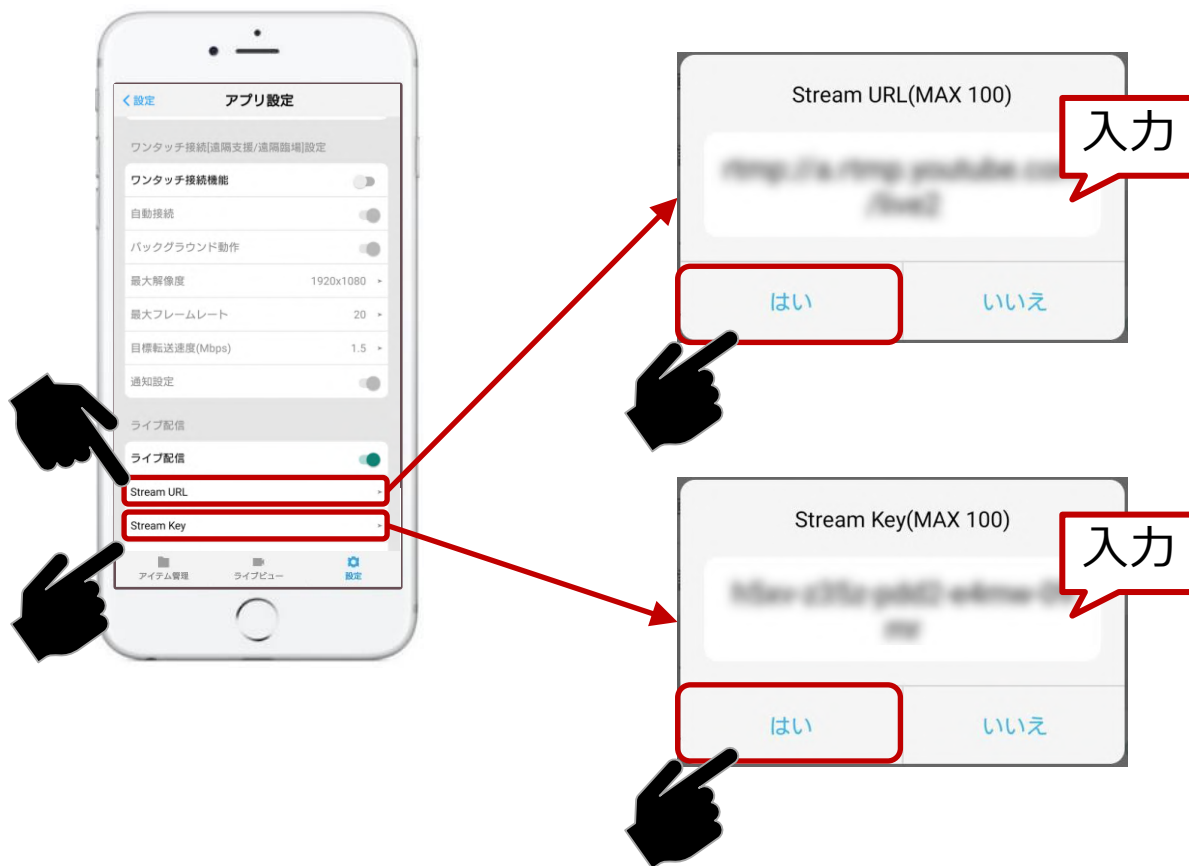 設定
アプリ設定
ワンタッチ接続[遠隔支援/遠隔臨場]設定
ワンタッチ接続機能
自動接続
バックグラウンド動作
最大解像度 1920x1080
最大フレームレート 20
目標転送速度(Mbps) 1.5
通知設定
ライブ配信
ライブ配信
Stream URL
Stream Key
アイテム管理 ライブビュー 設定
Stream URL(MAX 100)
入力
はい いいえ
Stream Key(MAX 100)
入力
はい いいえ